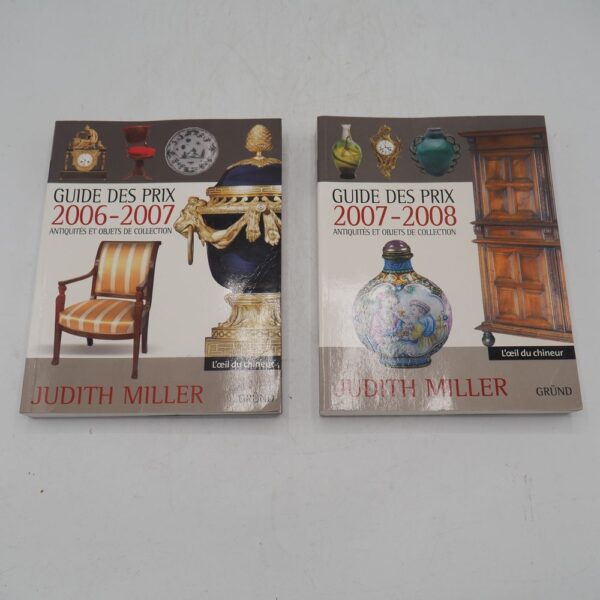 GUIDE DES PRIX
2006-2007
ANTIQUITÉS ET OBJETS DE COLLECTION
L'œil du chineur
JUDITH MILLER
GRÜND
GUIDE DES PRIX
2007-2008
ANTIQUITÉS ET OBJETS DE COLLECTION
L'œil du chineur
JUDITH MILLER
GRÜND